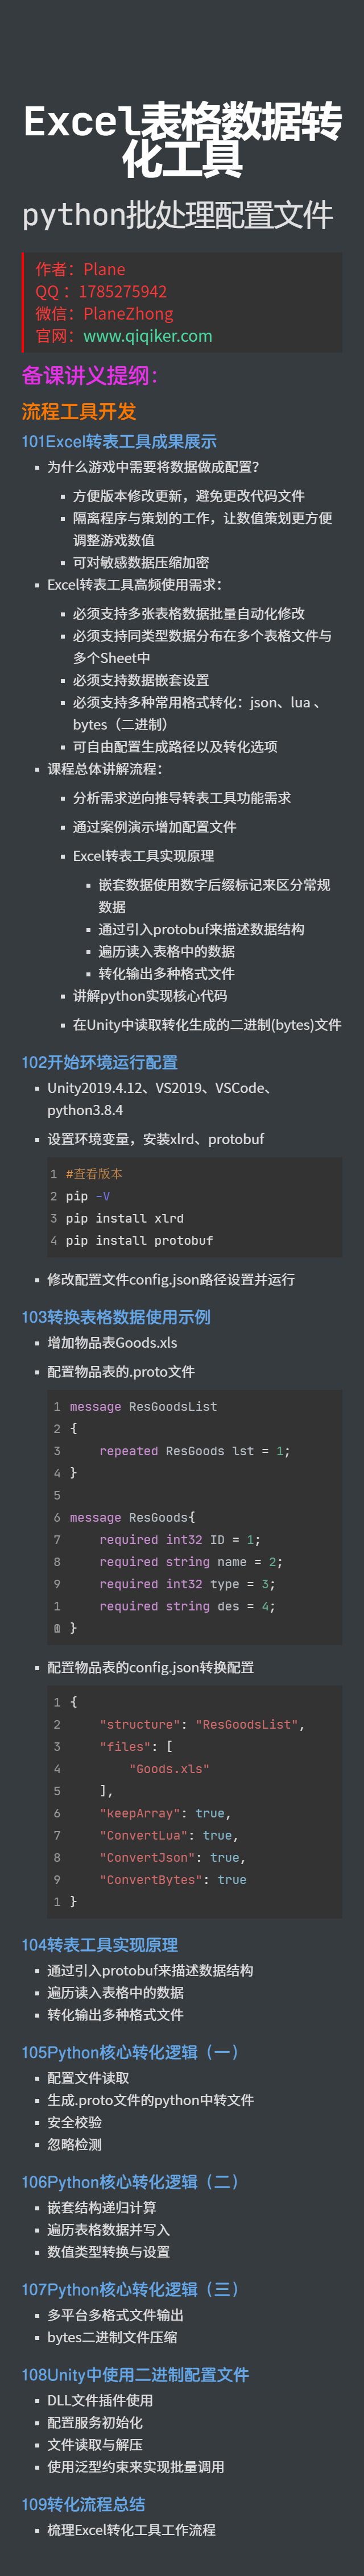 Excel表格数据转
化工具
python批处理配置文件
作者：Plane
QQ ：1785275942
微信：PlaneZhong
官网：www.qiqiker.com
备课讲义提纲：
流程工具开发
101Excel转表工具成果展示
为什么游戏中需要将数据做成配置？
方便版本修改更新，避免更改代码文件
隔离程序与策划的工作，让数值策划更方便
调整游戏数值
可对敏感数据压缩加密
Excel转表工具高频使用需求：
必须支持多张表格数据批量自动化修改
必须支持同类型数据分布在多个表格文件与
多个Sheet中
必须支持数据嵌套设置
必须支持多种常用格式转化：json、lua 、
bytes（二进制）
可自由配置生成路径以及转化选项
课程总体讲解流程：
分析需求逆向推导转表工具功能需求
通过案例演示增加配置文件
Excel转表工具实现原理
嵌套数据使用数字后缀标记来区分常规
数据
通过引入protobuf来描述数据结构
遍历读入表格中的数据
转化输出多种格式文件
讲解python实现核心代码
在Unity中读取转化生成的二进制(bytes)文件
102开始环境运行配置
Unity2019.4.12、VS2019、VSCode、
python3.8.4
设置环境变量，安装xlrd、protobuf
1 #查看版本
2 pip -V
3 pip install xlrd
4 pip install protobuf
修改配置文件config.json路径设置并运行
103转换表格数据使用示例
增加物品表Goods.xls
配置物品表的.proto文件
1 message ResGoodsList
2 {
3     repeated ResGoods lst = 1;
4 }
5
6 message ResGoods{
7     required int32 ID = 1;
8     required string name = 2;
9     required int32 type = 3;
1     required string des = 4;
}
配置物品表的config.json转换配置
1 {
2     "structure": "ResGoodsList",
3     "files": [
4         "Goods.xls"
5     ],
6     "keepArray": true,
7     "ConvertLua": true,
8     "ConvertJson": true,
9     "ConvertBytes": true
1 }
104转表工具实现原理
通过引入protobuf来描述数据结构
遍历读入表格中的数据
转化输出多种格式文件
105Python核心转化逻辑（一）
配置文件读取
生成.proto文件的python中转文件
安全校验
忽略检测
106Python核心转化逻辑（二）
嵌套结构递归计算
遍历表格数据并写入
数值类型转换与设置
107Python核心转化逻辑（三）
多平台多格式文件输出
bytes二进制文件压缩
108Unity中使用二进制配置文件
DLL文件插件使用
配置服务初始化
文件读取与解压
使用泛型约束来实现批量调用
109转化流程总结
梳理Excel转化工具工作流程